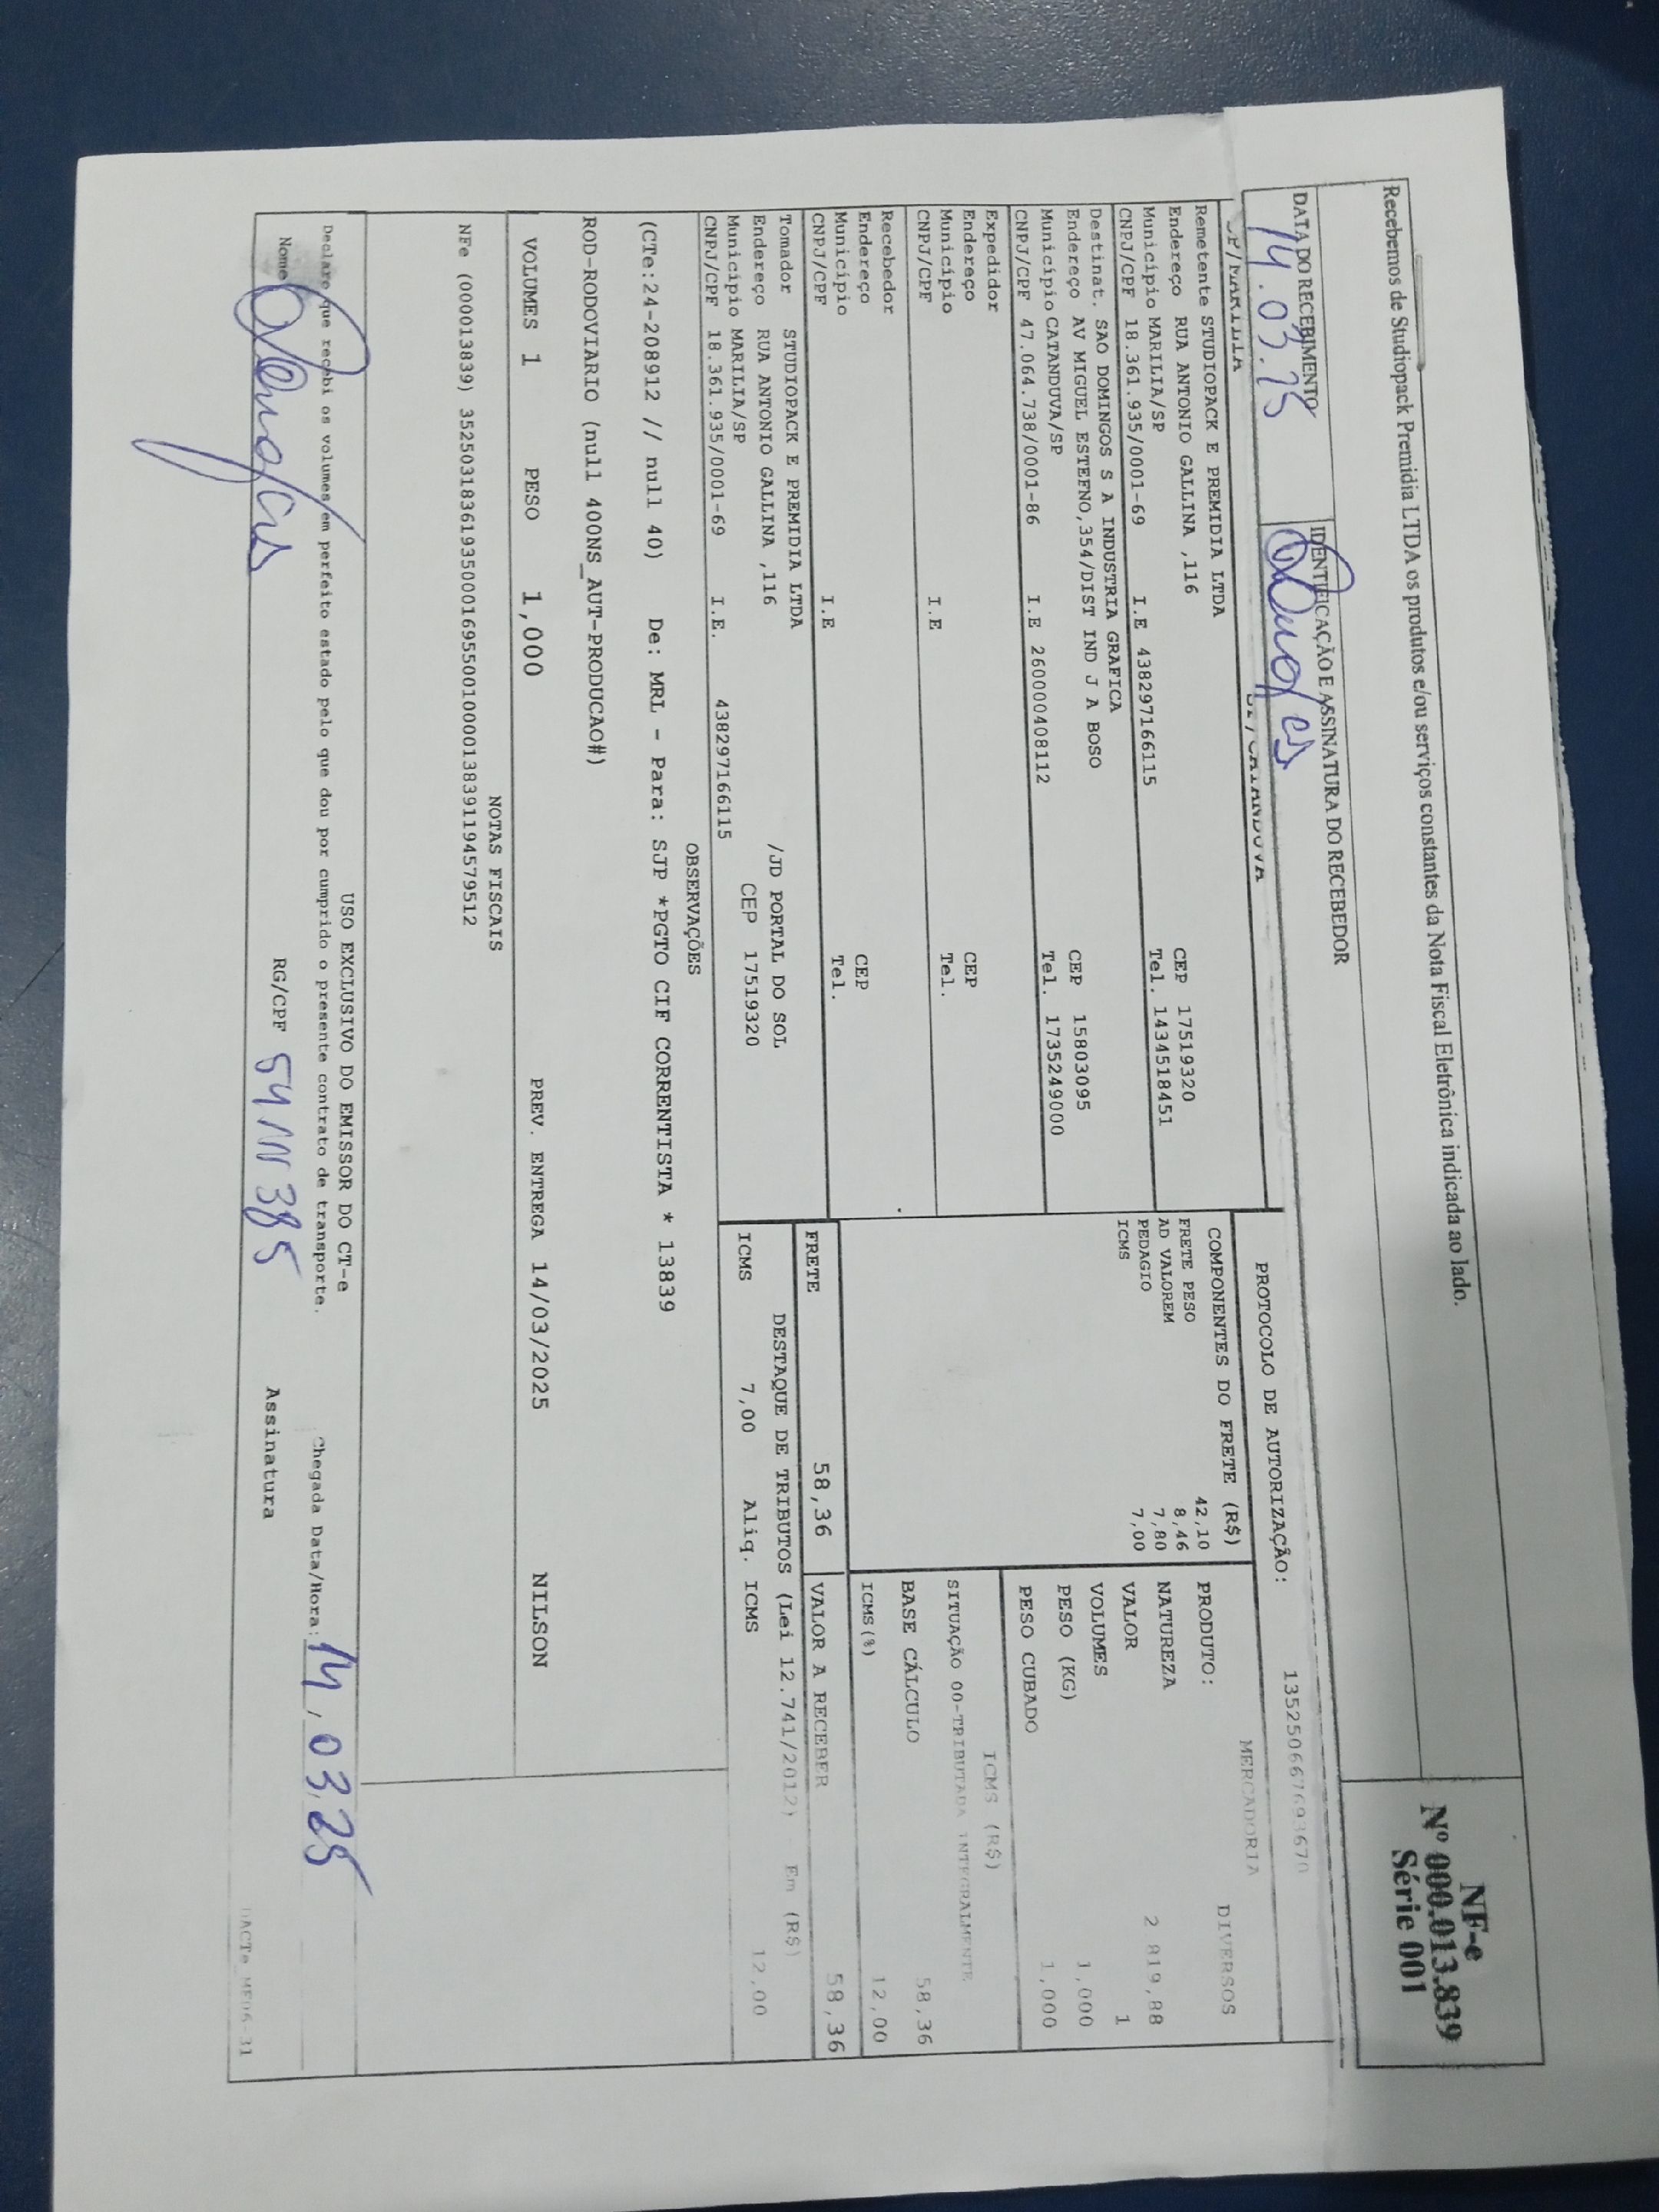 Recebemos de Studiopack Premidia LTDA os produtos e/ou serviços constantes da Nota Fiscal Eletrônica indicada ao lado.
NF-e
Nº 000.013.839
Série 001
DATA DO RECEBIMENTO
14.03.25
IDENTIFICAÇÃO E ASSINATURA DO RECEBEDOR
PROTOCOLO DE AUTORIZAÇÃO:
Remetente STUDIOPACK E PREMIDIA LTDA
Endereço RUA ANTONIO GALLINA ,116 CEP 17519320
Município MARILIA/SP Tel. 1434518451
CNPJ/CPF 18.361.935/0001-69 I.E 438297166115
Destinat. SAO DOMINGOS S A INDUSTRIA GRAFICA
Endereço AV MIGUEL ESTEFNO,354/DIST IND J A BOSO CEP 15803095
Município CATANDUVA/SP Tel. 1735249000
CNPJ/CPF 47.064.738/0001-86 I.E 260000408112
Expedidor
Endereço CEP
Município Tel.
CNPJ/CPF I.E
Recebedor
Endereço CEP
Município Tel.
CNPJ/CPF I.E
Tomador STUDIOPACK E PREMIDIA LTDA
Endereço RUA ANTONIO GALLINA ,116 /JD PORTAL DO SOL
Município MARILIA/SP CEP 17519320
CNPJ/CPF 18.361.935/0001-69 I.E. 438297166115
COMPONENTES DO FRETE (R$)
FRETE PESO 42,10
AD VALOREM 8,46
PEDAGIO 7,80
ICMS 7,00
MERCADORIA
PRODUTO: DIVERSOS
NATUREZA
VALOR 2 819,88
VOLUMES 1
PESO (KG) 1,000
PESO CUBADO 1,000
ICMS (R$)
SITUAÇÃO 00-TRIBUTADA INTEGRALMENTE
BASE CÁLCULO 58,36
ICMS(%) 12,00
FRETE 58,36
VALOR A RECEBER 58,36
DESTAQUE DE TRIBUTOS (Lei 12.741/2012) Em (R$)
ICMS 7,00 Aliq. ICMS 12,00
OBSERVAÇÕES
(CTe:24-208912 // null 40) De: MRL - Para: SJP *PGTO CIF CORRENTISTA * 13839
ROD-RODOVIARIO (null 400NS_AUT-PRODUCAO#)
VOLUMES 1 PESO 1,000 PREV. ENTREGA 14/03/2025 NILSON
NOTAS FISCAIS
NFe (000013839) 35250318361935000169550010000138391194579512
USO EXCLUSIVO DO EMISSOR DO CT-e
Declaro que recebi os volumes em perfeito estado pelo que dou por cumprido o presente contrato de transporte. Chegada Data/Hora: 14/03/25
Nome RG/CPF Assinatura